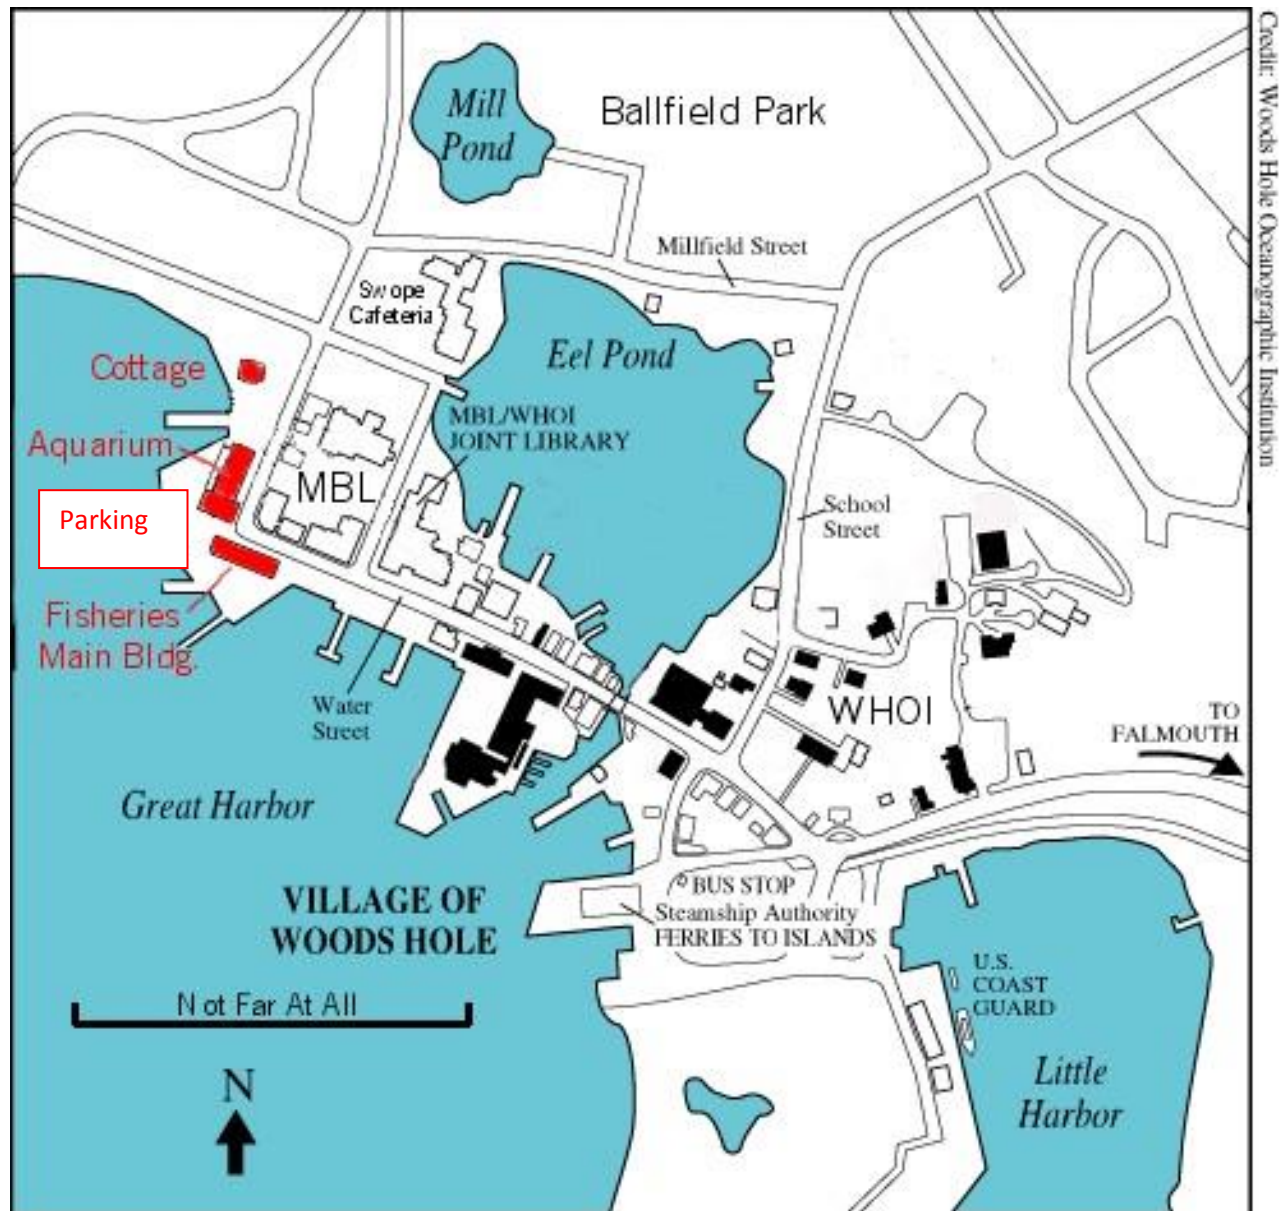 Mill
Pond
Ballfield Park
Credit: Woods Hole Oceanographic Institution
Millfield Street
Swope
Cafeteria
Eel Pond
Cottage
MBL/WHOI
JOINT LIBRARY
Aquarium
MBL
Parking
School
Street
Fisheries
Main Bldg.
Water
Street
WHOI
TO
FALMOUTH
Great Harbor
VILLAGE OF
WOODS HOLE
BUS STOP
Steamship Authority
FERRIES TO ISLANDS
U.S.
COAST
GUARD
Not Far At All
N
Little
Harbor